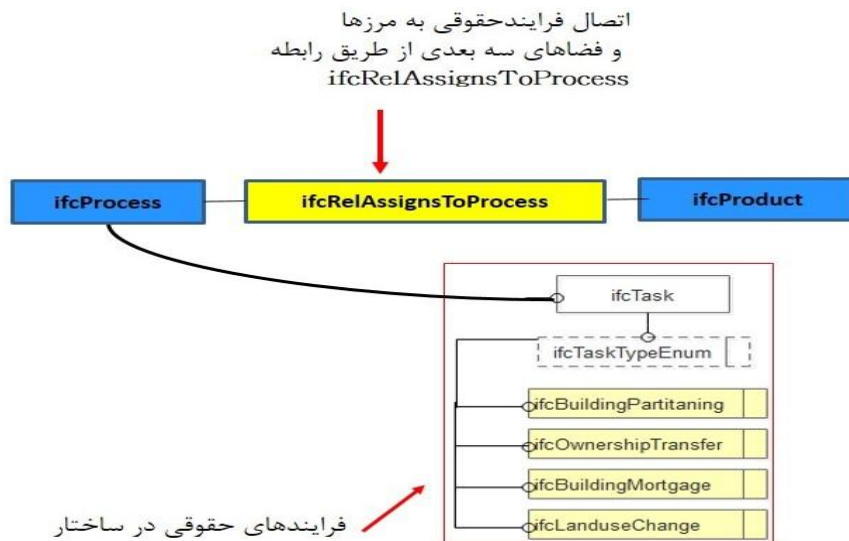 اتصال فرایندحقوقی به مرزها
و فضاهای سه بعدی از طریق رابطه
ifcRelAssignsToProcess
ifcProcess
ifcRelAssignsToProcess
ifcProduct
ifcTask
ifcTaskTypeEnum
ifcBuildingPartitaning
ifcOwnershipTransfer
ifcBuildingMortgage
ifcLanduseChange
فرایندهای حقوقی در ساختار